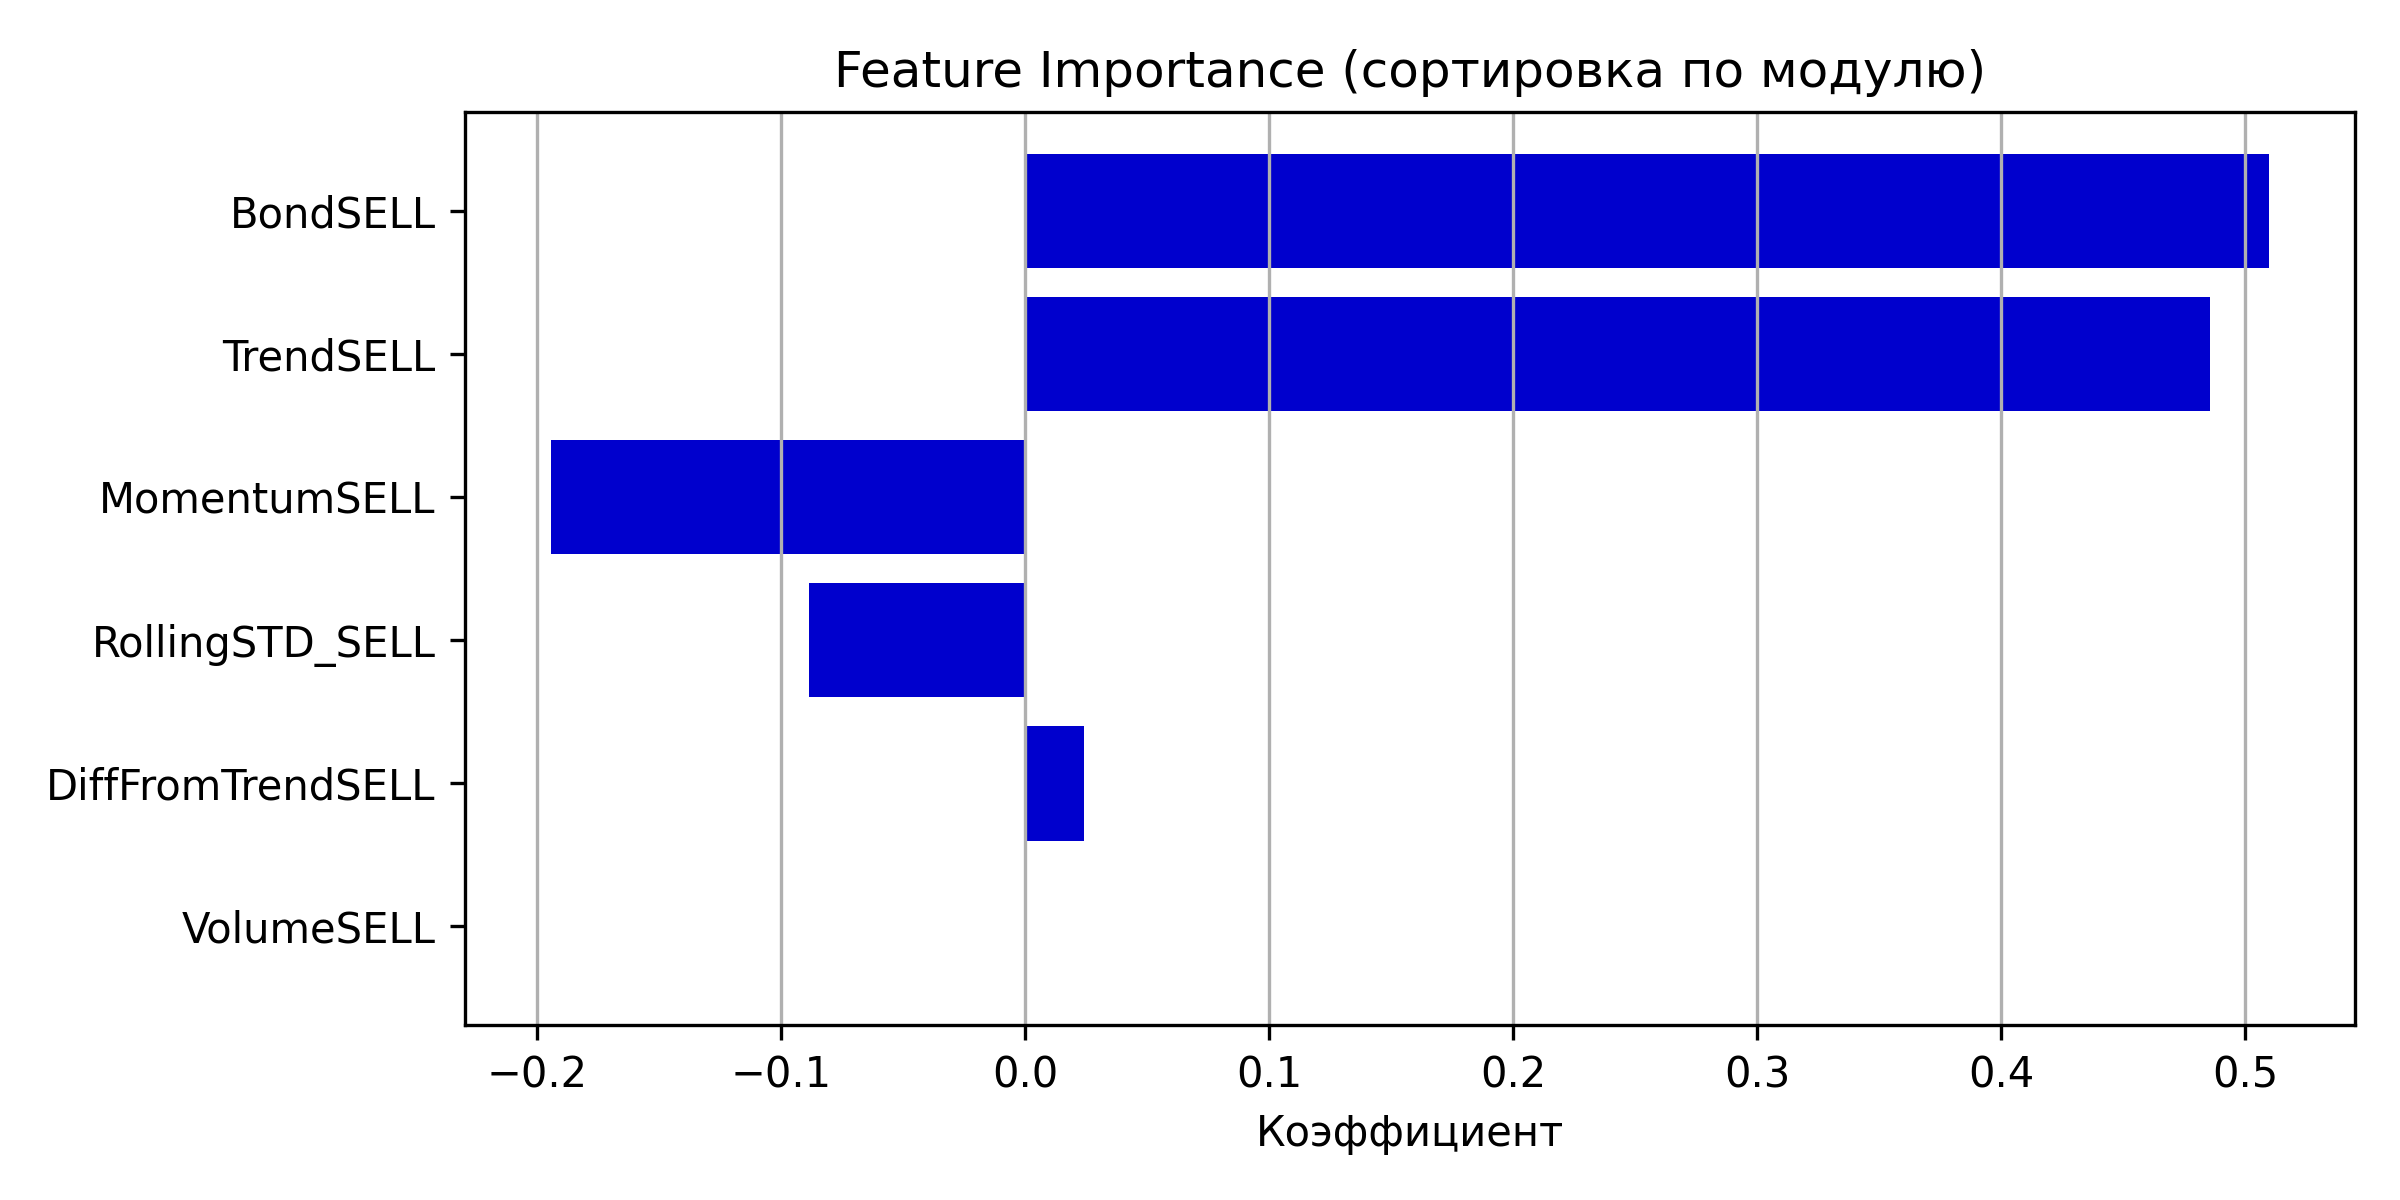 Feature Importance (сортировка по модулю)
BondSELL
TrendSELL
MomentumSELL
RollingSTD_SELL
DiffFromTrendSELL
VolumeSELL
−0.2 −0.1 0.0 0.1 0.2 0.3 0.4 0.5
Коэффициент